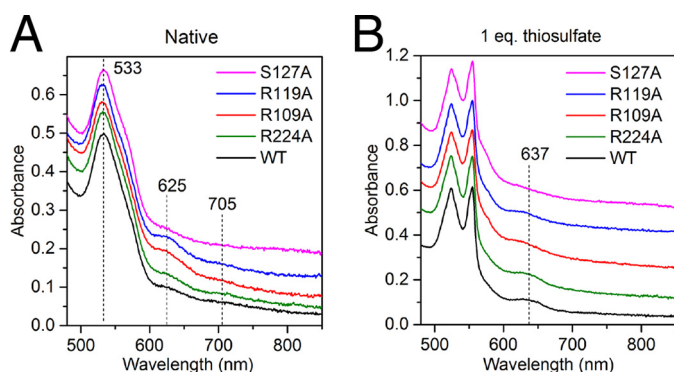 A
Native
533
S127A
R119A
R109A
R224A
WT
625
705
Absorbance
0.6
0.5
0.4
0.3
0.2
0.1
0.0
500 600 700 800
Wavelength (nm)
B
1 eq. thiosulfate
S127A
R119A
R109A
R224A
WT
637
Absorbance
1.2
1.0
0.8
0.6
0.4
0.2
0.0
500 600 700 800
Wavelength (nm)